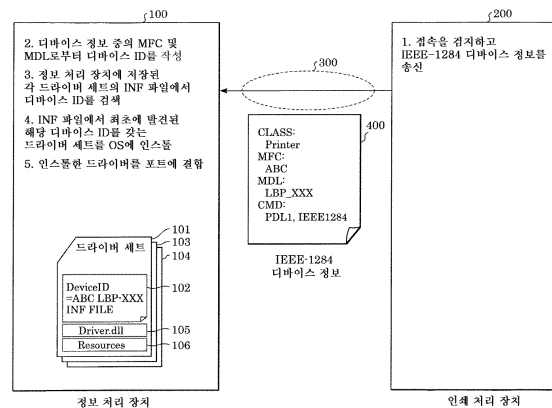 100
2. 디바이스 정보 중의 MFC 및
MDL로부터 디바이스 ID를 작성
3. 정보 처리 장치에 저장된
각 드라이버 세트의 INF 파일에서
디바이스 ID를 검색
4. INF 파일에서 최초에 발견된
해당 디바이스 ID를 갖는
드라이버 세트를 OS에 인스톨
5. 인스톨한 드라이버를 포트에 결합
101
103
104
드라이버 세트
DeviceID
=ABC LBP-XXX
INF FILE
102
Driver.dll
105
Resources
106
정보 처리 장치
300
400
CLASS:
Printer
MFC:
ABC
MDL:
LBP_XXX
CMD:
PDL1, IEEE1284
IEEE-1284
디바이스 정보
200
1. 접속을 검지하고
IEEE-1284 디바이스 정보를
송신
인쇄 처리 장치